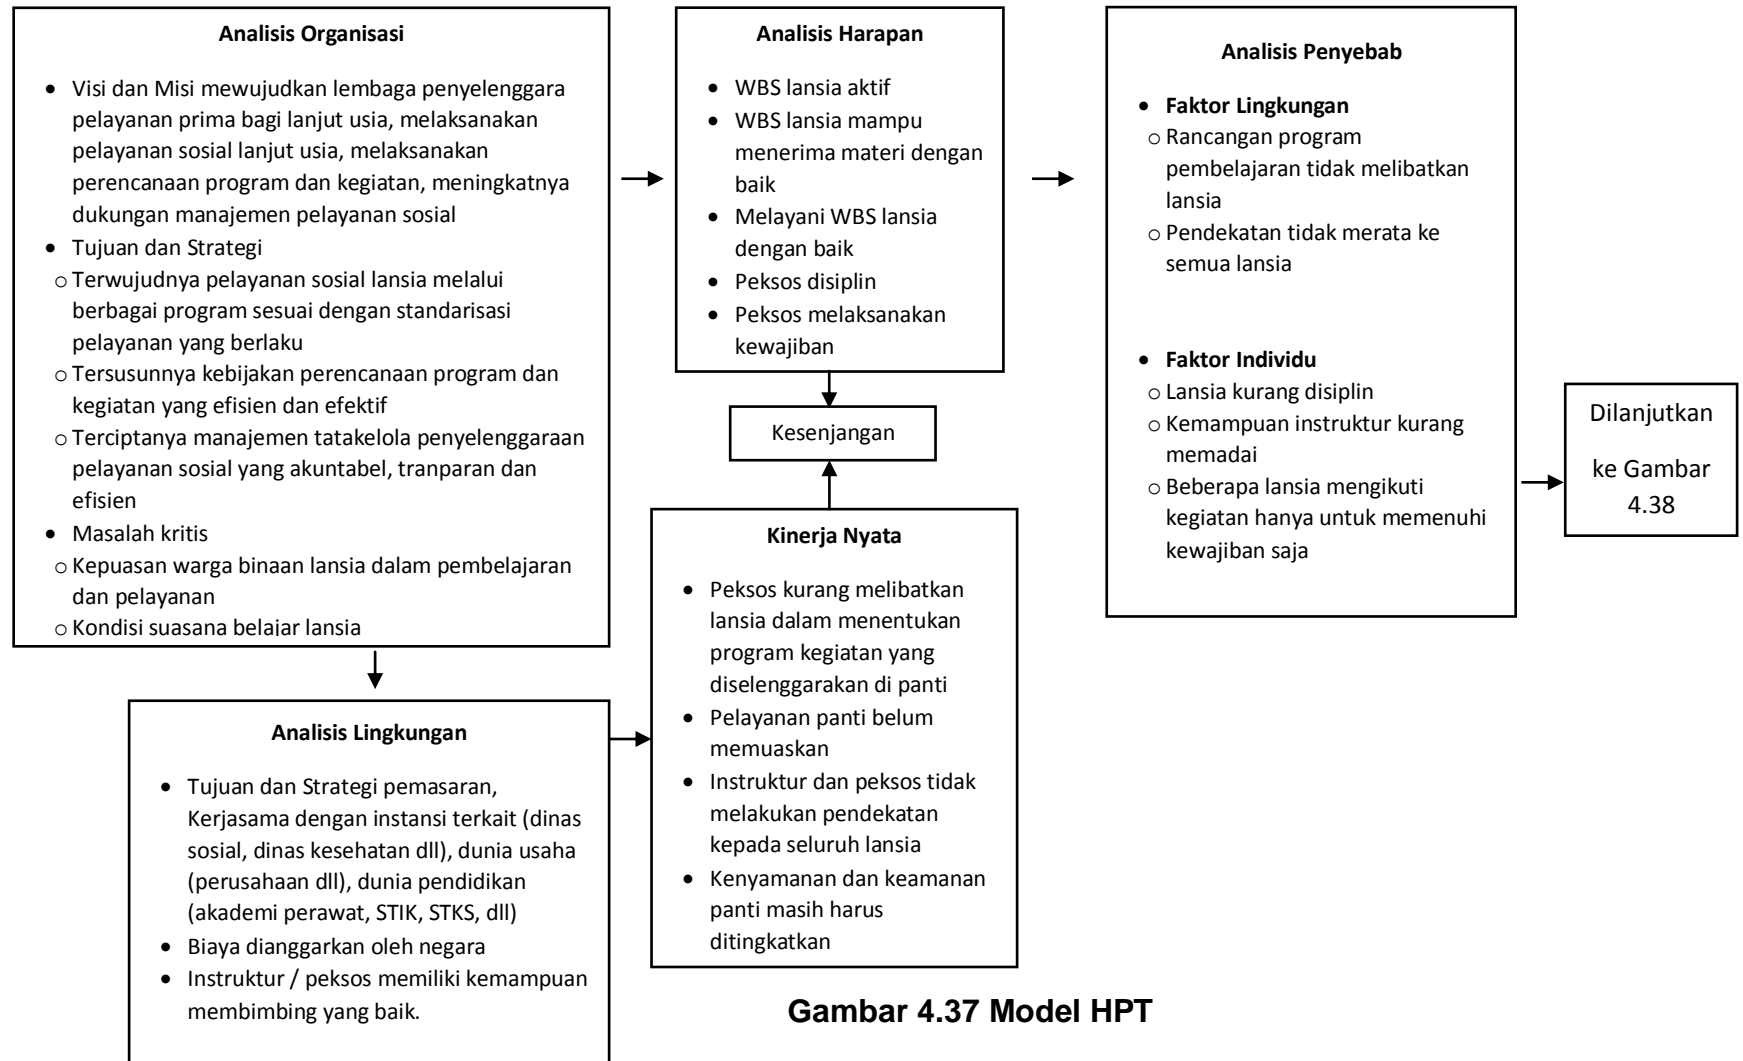 Analisis Organisasi
• Visi dan Misi mewujudkan lembaga penyelenggara
pelayanan prima bagi lanjut usia, melaksanakan
pelayanan sosial lanjut usia, melaksanakan
perencanaan program dan kegiatan, meningkatnya
dukungan manajemen pelayanan sosial
• Tujuan dan Strategi
o Terwujudnya pelayanan sosial lansia melalui
berbagai program sesuai dengan standarisasi
pelayanan yang berlaku
o Tersusunnya kebijakan perencanaan program dan
kegiatan yang efisien dan efektif
o Terciptanya manajemen tatakelola penyelenggaraan
pelayanan sosial yang akuntabel, tranparan dan
efisien
• Masalah kritis
o Kepuasan warga binaan lansia dalam pembelajaran
dan pelayanan
o Kondisi suasana belajar lansia
Analisis Lingkungan
• Tujuan dan Strategi pemasaran,
Kerjasama dengan instansi terkait (dinas
sosial, dinas kesehatan dll), dunia usaha
(perusahaan dll), dunia pendidikan
(akademi perawat, STIK, STKS, dll)
• Biaya dianggarkan oleh negara
• Instruktur / peksos memiliki kemampuan
membimbing yang baik.
Analisis Harapan
• WBS lansia aktif
• WBS lansia mampu
menerima materi dengan
baik
• Melayani WBS lansia
dengan baik
• Peksos disiplin
• Peksos melaksanakan
kewajiban
Kesenjangan
Kinerja Nyata
• Peksos kurang melibatkan
lansia dalam menentukan
program kegiatan yang
diselenggarakan di panti
• Pelayanan panti belum
memuaskan
• Instruktur dan peksos tidak
melakukan pendekatan
kepada seluruh lansia
• Kenyamanan dan keamanan
panti masih harus
ditingkatkan
Analisis Penyebab
• Faktor Lingkungan
o Rancangan program
pembelajaran tidak melibatkan
lansia
o Pendekatan tidak merata ke
semua lansia
• Faktor Individu
o Lansia kurang disiplin
o Kemampuan instruktur kurang
memadai
o Beberapa lansia mengikuti
kegiatan hanya untuk memenuhi
kewajiban saja
Dilanjutkan
ke Gambar
4.38
Gambar 4.37 Model HPT